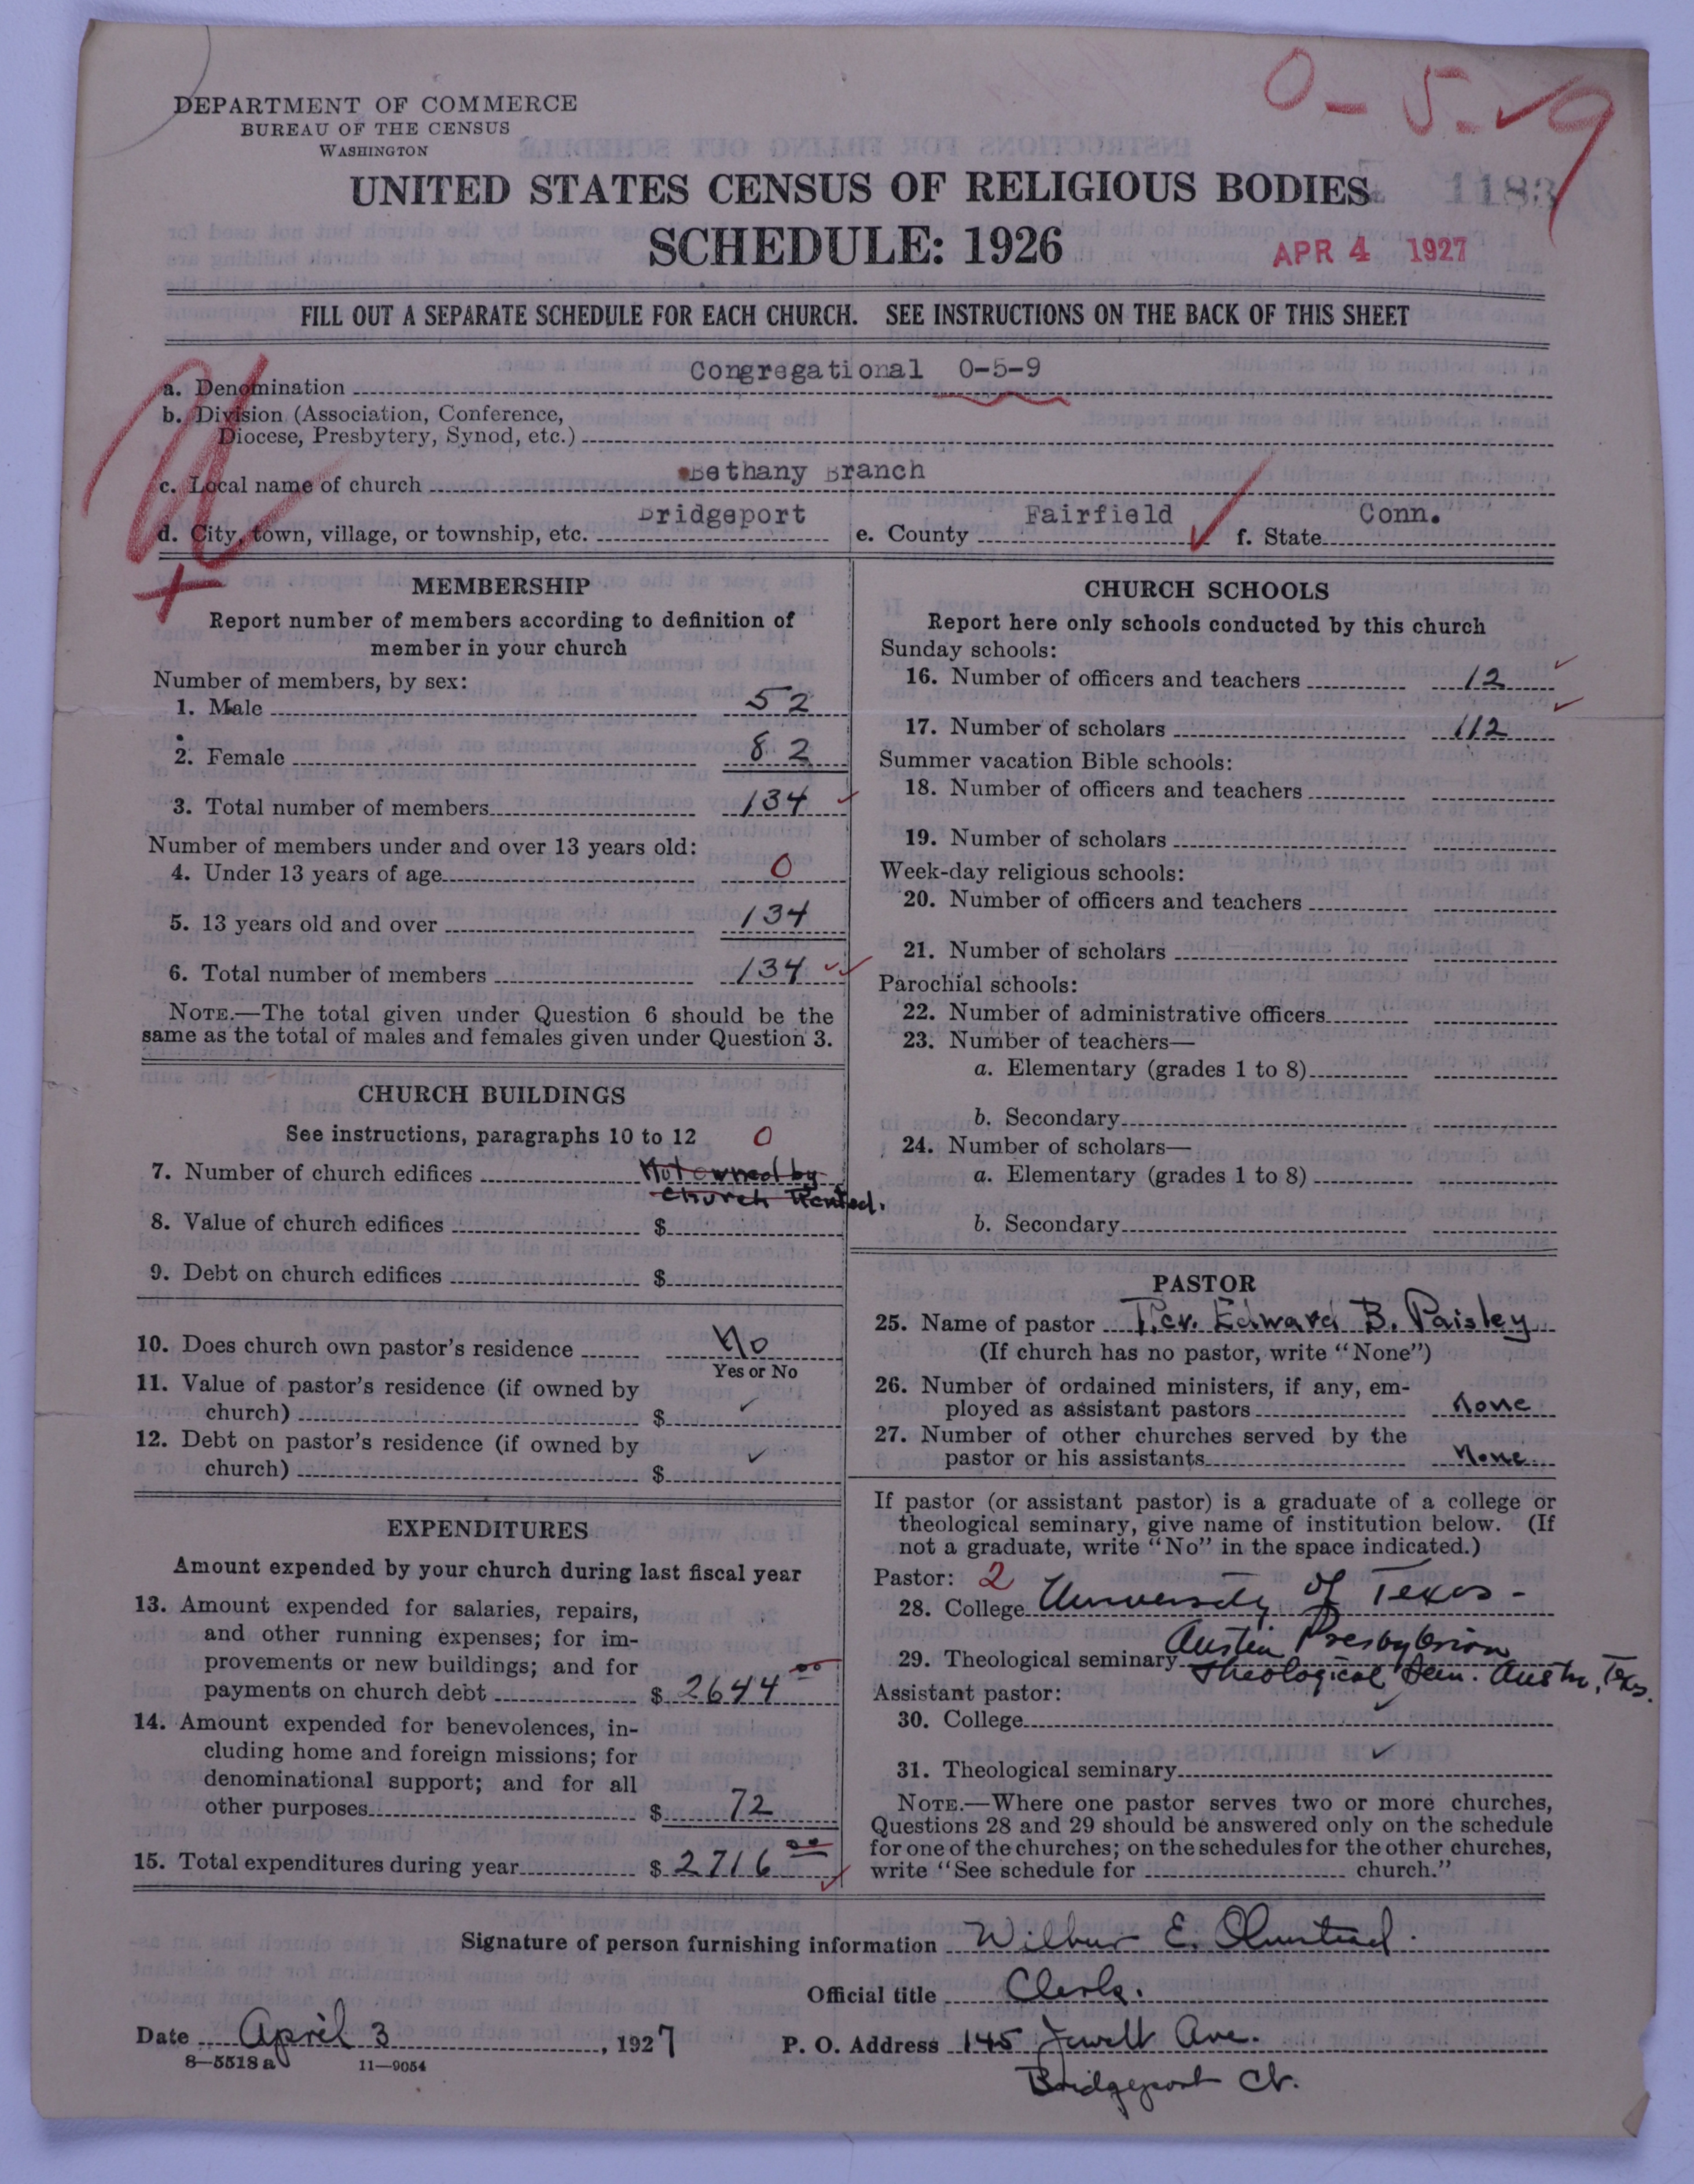 0-5-9
DEPARTMENT OF COMMERCE
BUREAU OF THE CENSUS
WASHINGTON
UNITED STATES CENSUS OF RELIGIOUS BODIES
1183
SCHEDULE: 1926
APR 4 1927
FILL OUT A SEPARATE SCHEDULE FOR EACH CHURCH. SEE INSTRUCTIONS ON THE BACK OF THIS SHEET
a. Denomination Congregational 0-5-9
b. Division (Association, Conference,
Diocese, Presbytery, Synod, etc.)
c. Local name of church Bethany Branch
d. City, town, village, or township, etc. Bridgeport e. County Fairfield f. State Conn.
MEMBERSHIP
Report number of members according to definition of
member in your church
Number of members, by sex:
1. Male 52
2. Female 82
3. Total number of members 134
Number of members under and over 13 years old:
4. Under 13 years of age 0
5. 13 years old and over 134
6. Total number of members 134
NOTE.—The total given under Question 6 should be the
same as the total of males and females given under Question 3.
CHURCH BUILDINGS
See instructions, paragraphs 10 to 12 0
7. Number of church edifices Not owned by
Church Rented.
8. Value of church edifices $
9. Debt on church edifices $
10. Does church own pastor's residence No
Yes or No
11. Value of pastor's residence (if owned by
church) $
12. Debt on pastor's residence (if owned by
church) $
EXPENDITURES
Amount expended by your church during last fiscal year
13. Amount expended for salaries, repairs,
and other running expenses; for im-
provements or new buildings; and for
payments on church debt $ 2644 00
14. Amount expended for benevolences, in-
cluding home and foreign missions; for
denominational support; and for all
other purposes $ 72
15. Total expenditures during year $ 2716 00
CHURCH SCHOOLS
Report here only schools conducted by this church
Sunday schools:
16. Number of officers and teachers 12
17. Number of scholars 112
Summer vacation Bible schools:
18. Number of officers and teachers
19. Number of scholars
Week-day religious schools:
20. Number of officers and teachers
21. Number of scholars
Parochial schools:
22. Number of administrative officers
23. Number of teachers—
a. Elementary (grades 1 to 8)
b. Secondary
24. Number of scholars—
a. Elementary (grades 1 to 8)
b. Secondary
PASTOR
25. Name of pastor Rev. Edward B. Paisley
(If church has no pastor, write "None")
26. Number of ordained ministers, if any, em-
ployed as assistant pastors None
27. Number of other churches served by the
pastor or his assistants None
If pastor (or assistant pastor) is a graduate of a college or
theological seminary, give name of institution below. (If
not a graduate, write "No" in the space indicated.)
Pastor: 2
28. College University of Texas -
29. Theological seminary Austin Presbyterian
Theological Sem. Austin, Tex.
Assistant pastor:
30. College
31. Theological seminary
NOTE.—Where one pastor serves two or more churches,
Questions 28 and 29 should be answered only on the schedule
for one of the churches; on the schedules for the other churches,
write "See schedule for church."
Signature of person furnishing information Wilbur E. Olmstead.
Official title Clerk.
Date April 3, 1927 P. O. Address 145 Jewett Ave.
8—5518 a 11—9054
Bridgeport Ct.